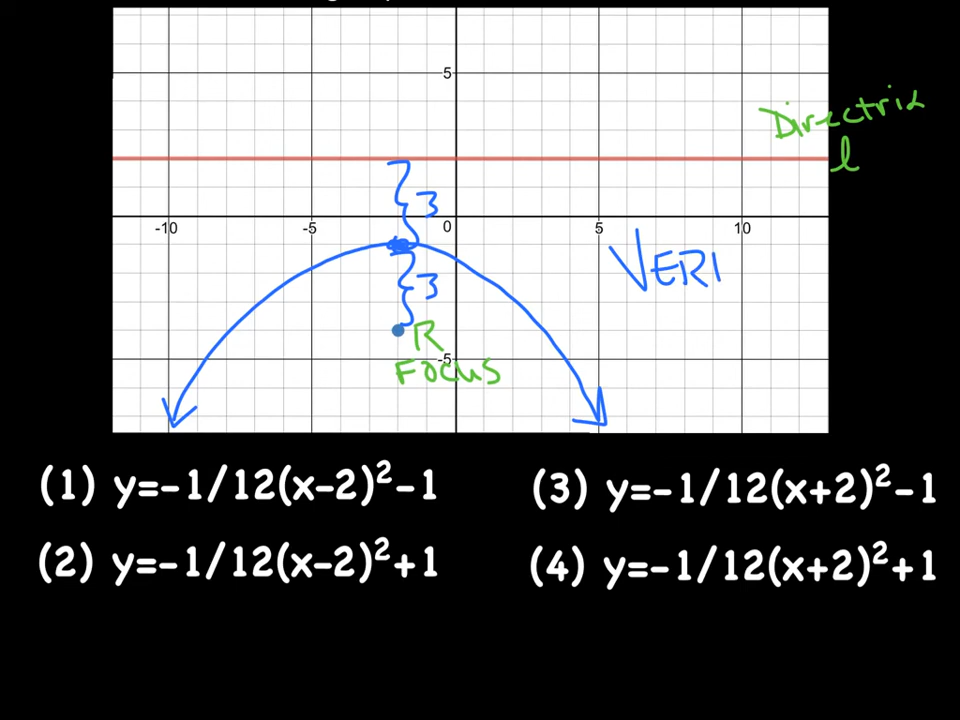 5
Directrix
l
3
-10
-5
0
5
10
VERI
3
R
-5
Focus
(1) y=-1/12(x-2)²-1
(3) y=-1/12(x+2)²-1
(2) y=-1/12(x-2)²+1
(4) y=-1/12(x+2)²+1